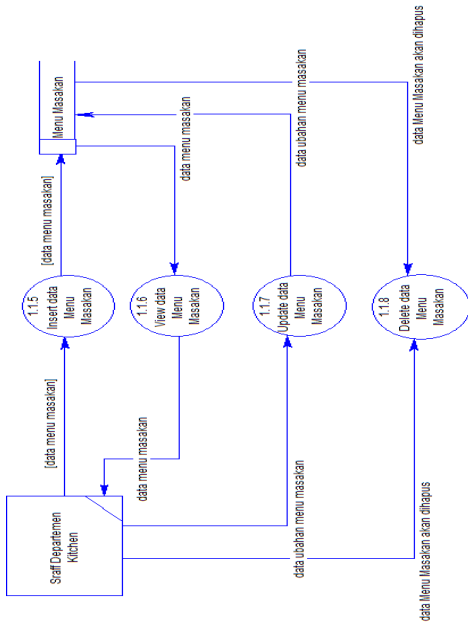 Sraff Departemen
Kitchen
[data menu masakan]
1.1.5
Insert data
Menu
Masakan
[data menu masakan]
Menu Masakan
data menu masakan
1.1.6
View data
Menu
Masakan
data menu masakan
data ubahan menu masakan
1.1.7
Update data
Menu
Masakan
data ubahan menu masakan
data Menu Masakan akan dihapus
1.1.8
Delete data
Menu
Masakan
data Menu Masakan akan dihapus